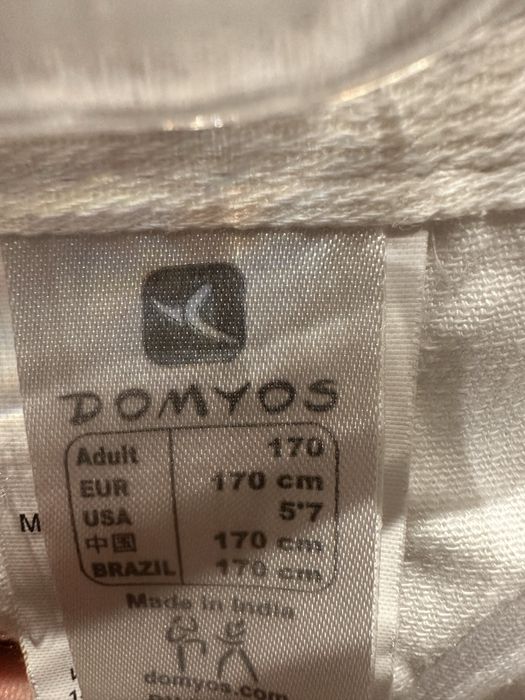 DOMYOS
Adult 170
EUR 170 cm
USA 5'7
中国 170 cm
BRAZIL 170 cm
Made in India
domyos.com
M